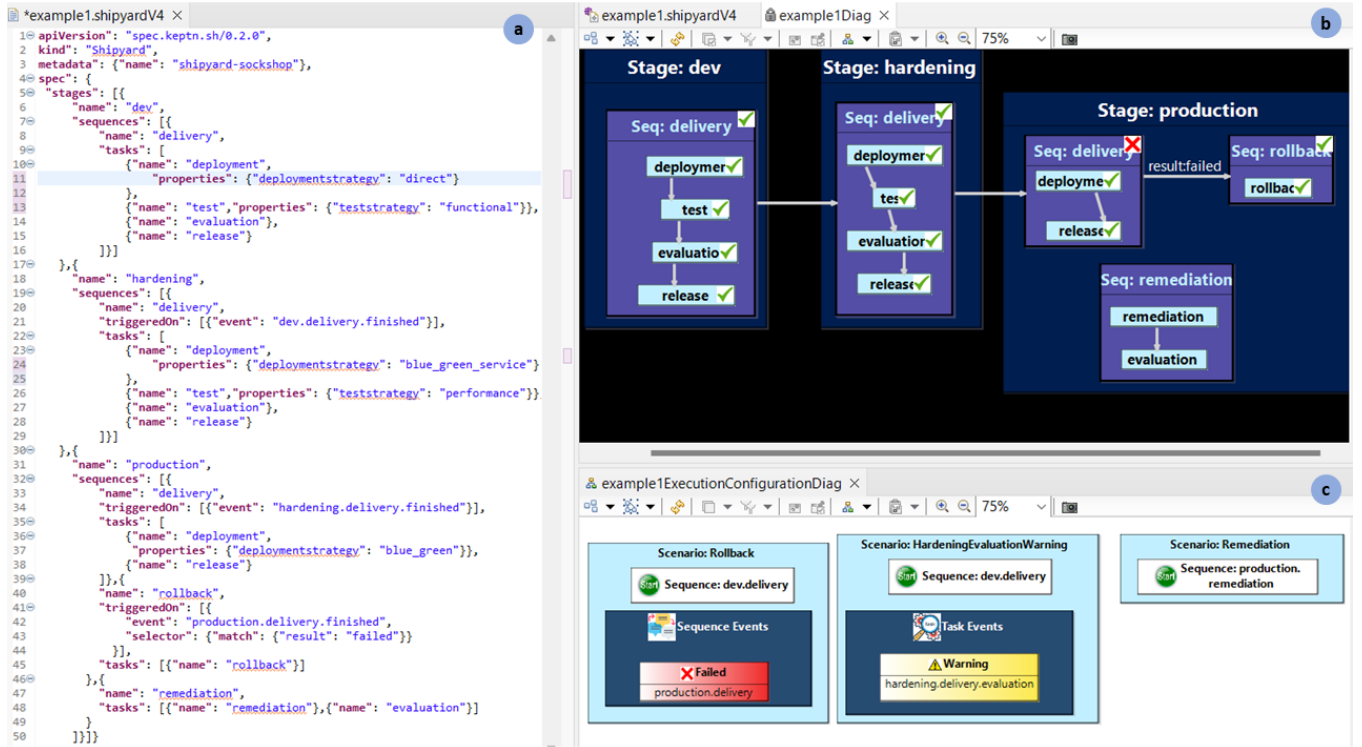 *example1.shipyardV4
a
1 apiVersion": "spec.keptn.sh/0.2.0",
2 kind": "Shipyard",
3 metadata": {"name": "shipyard-sockshop"},
4 spec": {
5 "stages": [{
6 "name": "dev",
7 "sequences": [{
8 "name": "delivery",
9 "tasks": [
10 {"name": "deployment",
11 "properties": {"deploymentstrategy": "direct"}
12 },
13 {"name": "test","properties": {"teststrategy": "functional"}},
14 {"name": "evaluation"},
15 {"name": "release"}
16 ]}]
17 },{
18 "name": "hardening",
19 "sequences": [{
20 "name": "delivery",
21 "triggeredOn": [{"event": "dev.delivery.finished"}],
22 "tasks": [
23 {"name": "deployment",
24 "properties": {"deploymentstrategy": "blue_green_service"}
25 },
26 {"name": "test","properties": {"teststrategy": "performance"}}
27 {"name": "evaluation"},
28 {"name": "release"}
29 ]}]
30 },{
31 "name": "production",
32 "sequences": [{
33 "name": "delivery",
34 "triggeredOn": [{"event": "hardening.delivery.finished"}],
35 "tasks": [
36 {"name": "deployment",
37 "properties": {"deploymentstrategy": "blue_green"}},
38 {"name": "release"}
39 ]},{
40 "name": "rollback",
41 "triggeredOn": [{
42 "event": "production.delivery.finished",
43 "selector": {"match": {"result": "failed"}}
44 }],
45 "tasks": [{"name": "rollback"}]
46 },{
47 "name": "remediation",
48 "tasks": [{"name": "remediation"},{"name": "evaluation"}]
49 }
50 ]}]}
example1.shipyardV4 example1Diag
b
75%
Stage: dev
Seq: delivery
deploymer
test
evaluatio
release
Stage: hardening
Seq: delivery
deploymer
tes
evaluation
release
Stage: production
Seq: delivery
deployme
release
result:failed
Seq: rollback
rollbac
Seq: remediation
remediation
evaluation
example1ExecutionConfigurationDiag
c
75%
Scenario: Rollback
Start Sequence: dev.delivery
Sequence Events
Failed
production.delivery
Scenario: HardeningEvaluationWarning
Start Sequence: dev.delivery
Task Events
Warning
hardening.delivery.evaluation
Scenario: Remediation
Start Sequence: production.
remediation